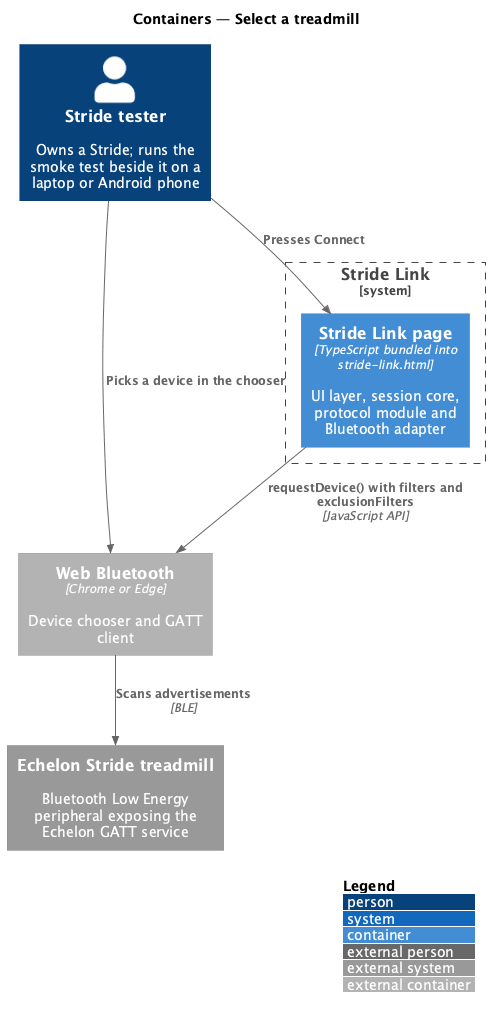 Containers — Select a treadmill
Stride tester
Owns a Stride; runs the
smoke test beside it on a
laptop or Android phone
Presses Connect
Stride Link
[system]
Stride Link page
[TypeScript bundled into
stride-link.html]
UI layer, session core,
protocol module and
Bluetooth adapter
Picks a device in the chooser
requestDevice() with filters and
exclusionFilters
[JavaScript API]
Web Bluetooth
[Chrome or Edge]
Device chooser and GATT
client
Scans advertisements
[BLE]
Echelon Stride treadmill
Bluetooth Low Energy
peripheral exposing the
Echelon GATT service
Legend
person
system
container
external person
external system
external container